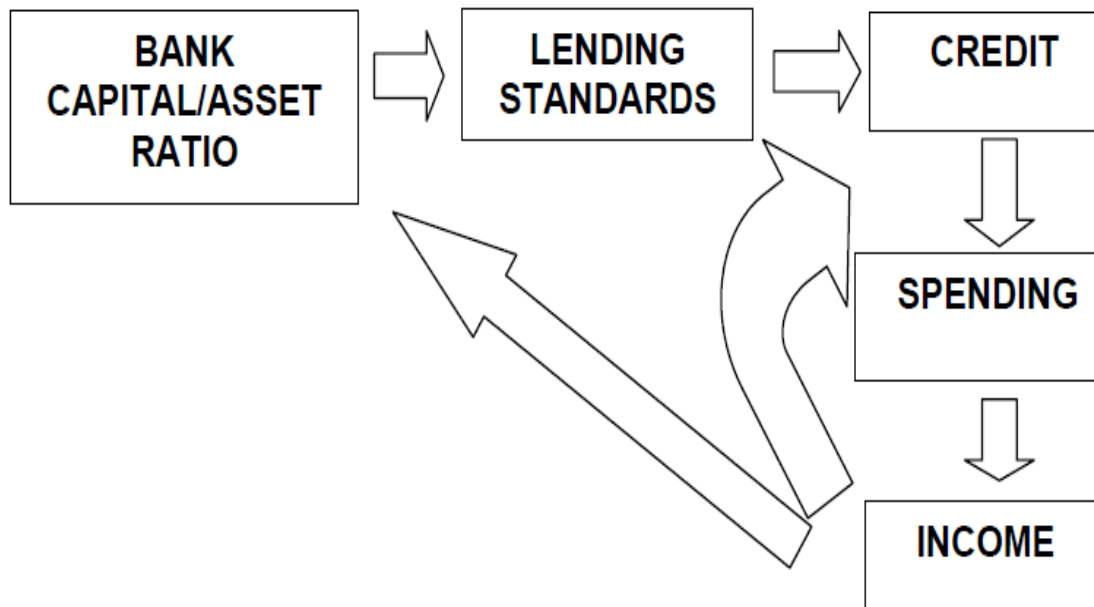 BANK
CAPITAL/ASSET
RATIO
LENDING
STANDARDS
CREDIT
SPENDING
INCOME